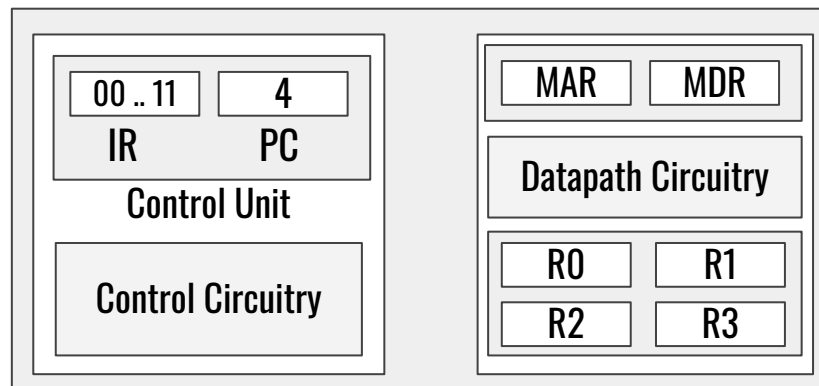 00 .. 11
4
IR
PC
Control Unit
Control Circuitry
MAR
MDR
Datapath Circuitry
R0
R1
R2
R3